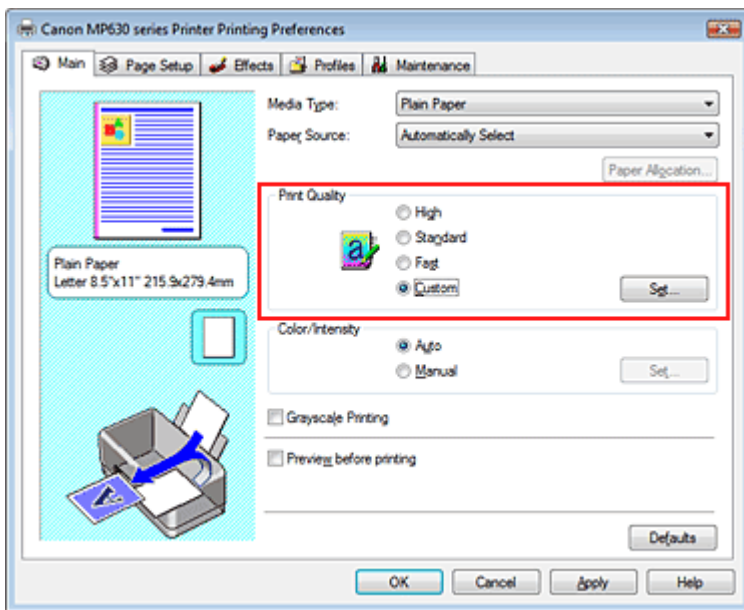 Canon MP630 series Printer Printing Preferences
Main Page Setup Effects Profiles Maintenance
Media Type: Plain Paper
Paper Source: Automatically Select
Paper Allocation...
Print Quality
High
Standard
Fast
Custom Set...
Plain Paper
Letter 8.5"x11" 215.9x279.4mm
Color/Intensity
Auto
Manual Set...
Grayscale Printing
Preview before printing
Defaults
OK Cancel Apply Help